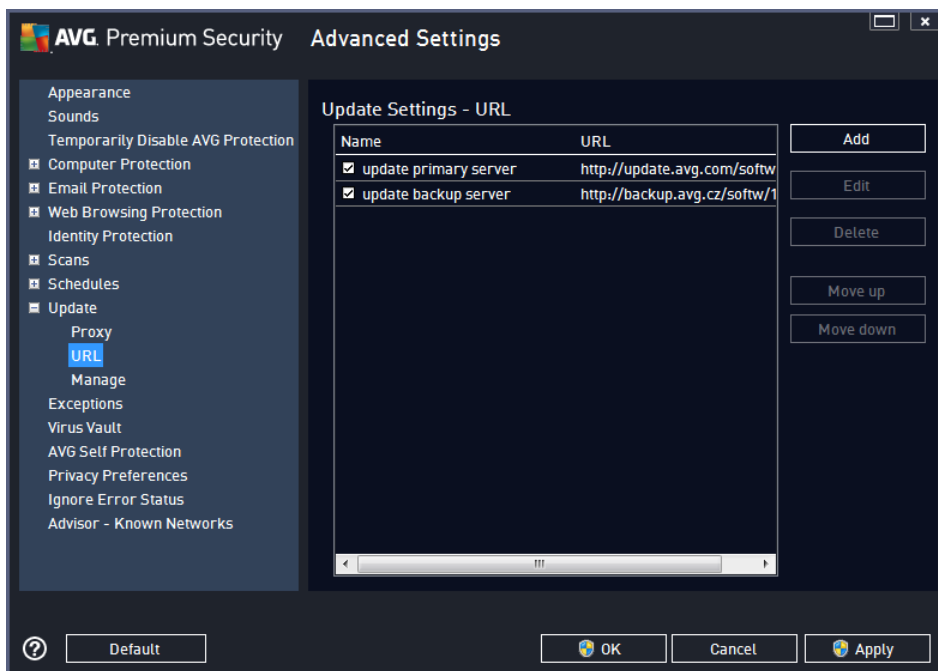 AVG. Premium Security Advanced Settings
Appearance
Sounds
Temporarily Disable AVG Protection
Computer Protection
Email Protection
Web Browsing Protection
Identity Protection
Scans
Schedules
Update
Proxy
URL
Manage
Exceptions
Virus Vault
AVG Self Protection
Privacy Preferences
Ignore Error Status
Advisor - Known Networks
Update Settings - URL
Name URL
update primary server http://update.avg.com/softw
update backup server http://backup.avg.cz/softw/1
Add
Edit
Delete
Move up
Move down
Default
OK
Cancel
Apply